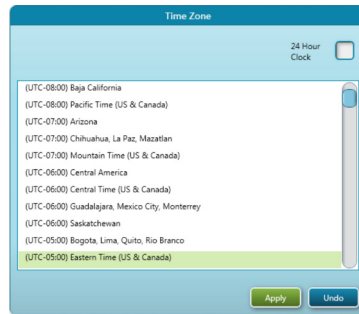 Time Zone
24 Hour
Clock
(UTC-08:00) Baja California
(UTC-08:00) Pacific Time (US & Canada)
(UTC-07:00) Arizona
(UTC-07:00) Chihuahua, La Paz, Mazatlan
(UTC-07:00) Mountain Time (US & Canada)
(UTC-06:00) Central America
(UTC-06:00) Central Time (US & Canada)
(UTC-06:00) Guadalajara, Mexico City, Monterrey
(UTC-06:00) Saskatchewan
(UTC-05:00) Bogota, Lima, Quito, Rio Branco
(UTC-05:00) Eastern Time (US & Canada)
Apply
Undo